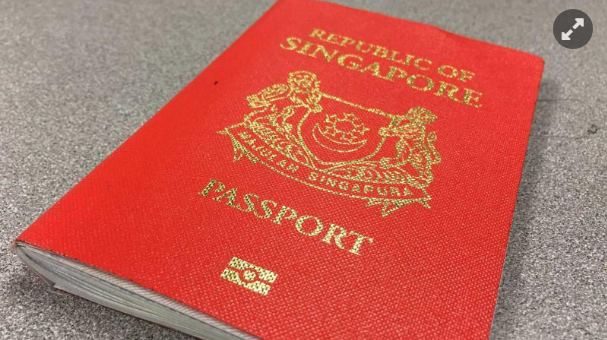 REPUBLIC OF
SINGAPORE
MAJULAH SINGAPURA
PASSPORT